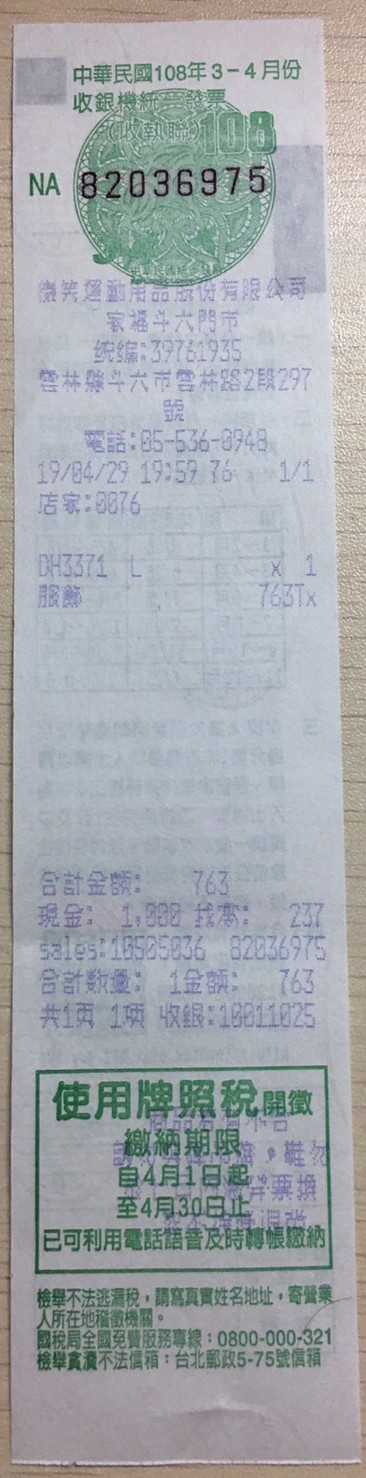 中華民國108年3-4月份
收銀機統一發票
(收執聯)108
NA 82036975
微笑運動用品股份有限公司
家福斗六門市
統編:39761935
雲林縣斗六市雲林路2段297
號
電話:05-536-0948
19/04/29 19:59 76 1/1
店家:0076
DH3371 L x 1
服飾 763Tx
合計金額: 763
現金: 1,000 找零: 237
sales:10505036 82036975
合計數量: 1金額: 763
共1頁 1項 收銀:10011025
使用牌照稅開徵
繳納期限
自4月1日起
至4月30日止
已可利用電話語音及時轉帳繳納
檢舉不法逃漏稅,請寫真實姓名地址,寄營業
人所在地稽徵機關。
國稅局全國免費服務專線:0800-000-321
檢舉貪瀆不法信箱:台北郵政5-75號信箱